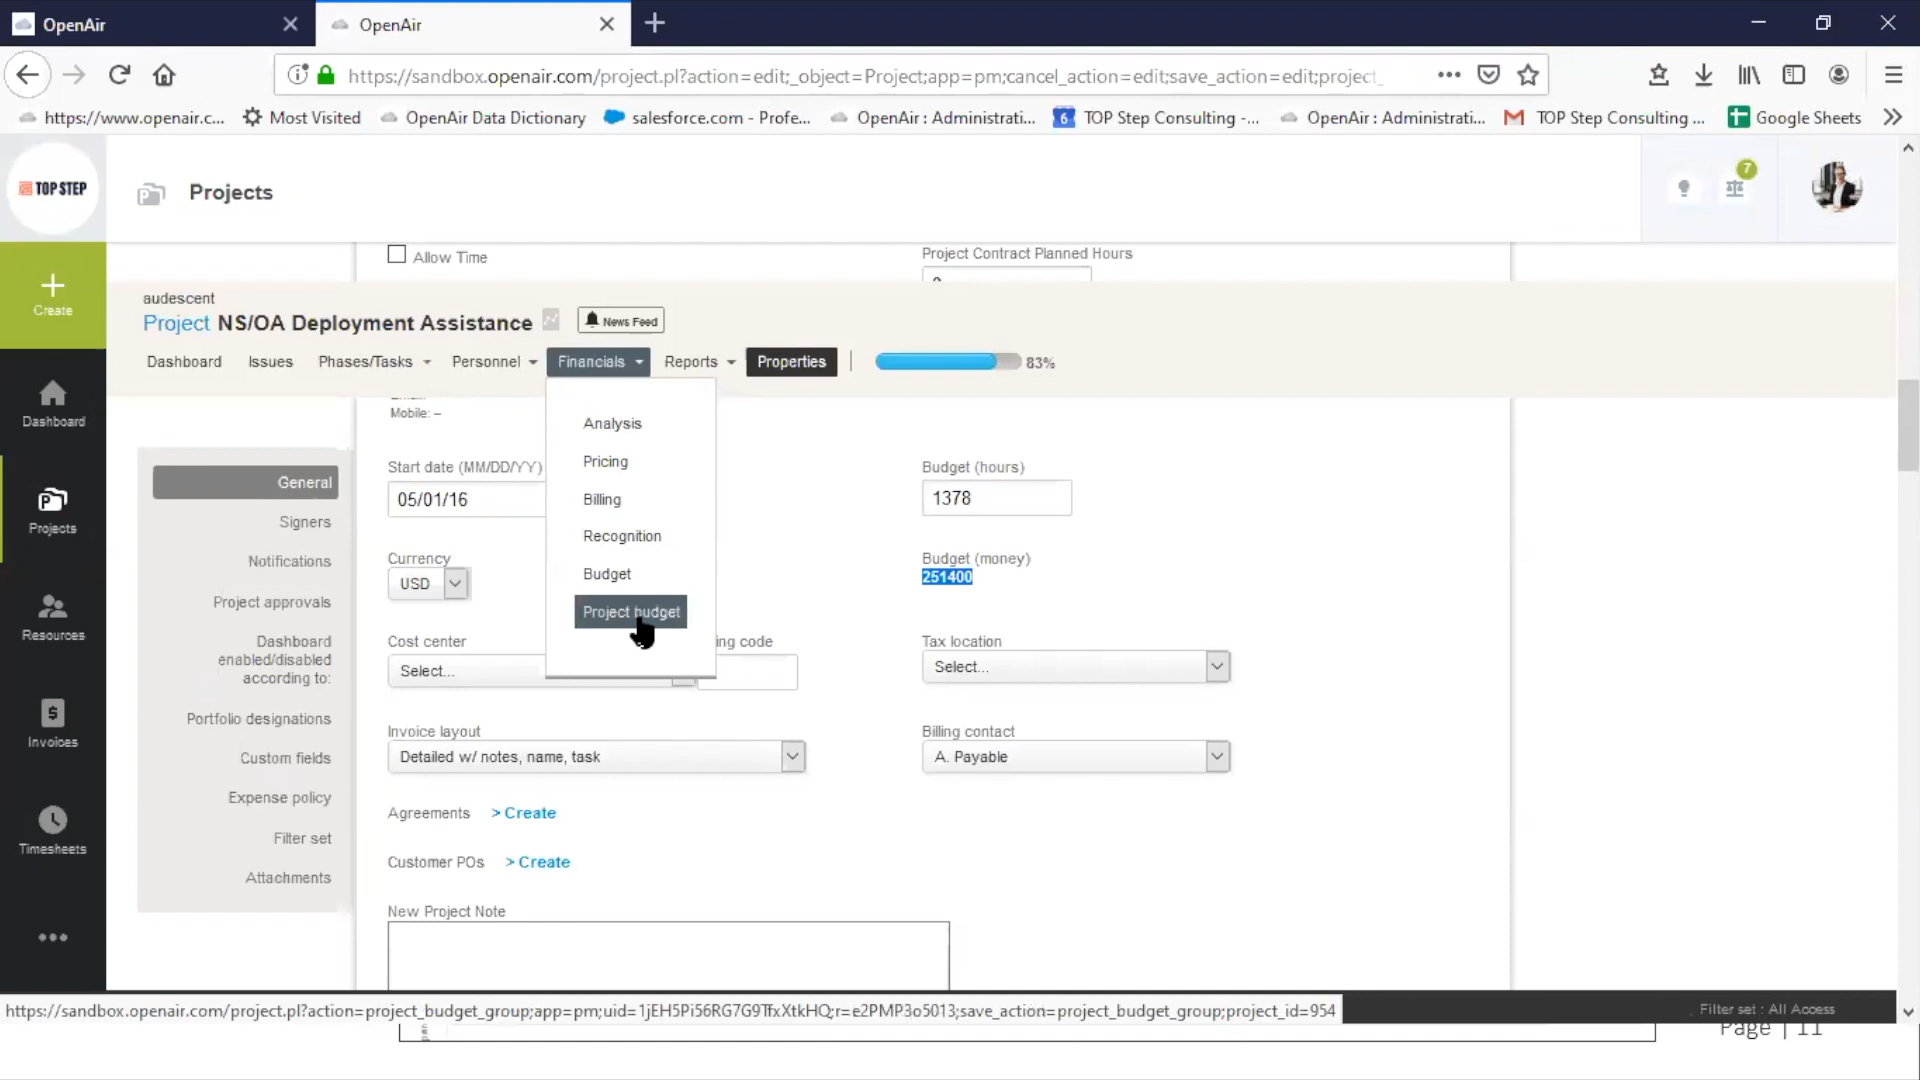 OpenAir
OpenAir
https://sandbox.openair.com/project.pl?action=edit;_object=Project;app=pm;cancel_action=edit;save_action=edit;project_
https://www.openair.c...
Most Visited
OpenAir Data Dictionary
salesforce.com - Profe...
OpenAir : Administrati...
6
TOP Step Consulting -...
OpenAir : Administrati...
TOP Step Consulting ...
Google Sheets
TOP STEP
Projects
7
Create
Allow Time
Project Contract Planned Hours
audescent
Project NS/OA Deployment Assistance
News Feed
Dashboard
Issues
Phases/Tasks
Personnel
Financials
Reports
Properties
83%
Mobile: –
Analysis
Pricing
Billing
Recognition
Budget
Project budget
Dashboard
Projects
Resources
Invoices
Timesheets
General
Signers
Notifications
Project approvals
Dashboard
enabled/disabled
according to:
Portfolio designations
Custom fields
Expense policy
Filter set
Attachments
Start date (MM/DD/YY)
05/01/16
Budget (hours)
1378
Currency
USD
Budget (money)
251400
Cost center
Select...
ing code
Tax location
Select...
Invoice layout
Detailed w/ notes, name, task
Billing contact
A. Payable
Agreements > Create
Customer POs > Create
New Project Note
https://sandbox.openair.com/project.pl?action=project_budget_group;app=pm;uid=1jEH5Pi56RG7G9TfxXtkHQ;r=e2PMP3o5013;save_action=project_budget_group;project_id=954
Filter set : All Access
Page | 11